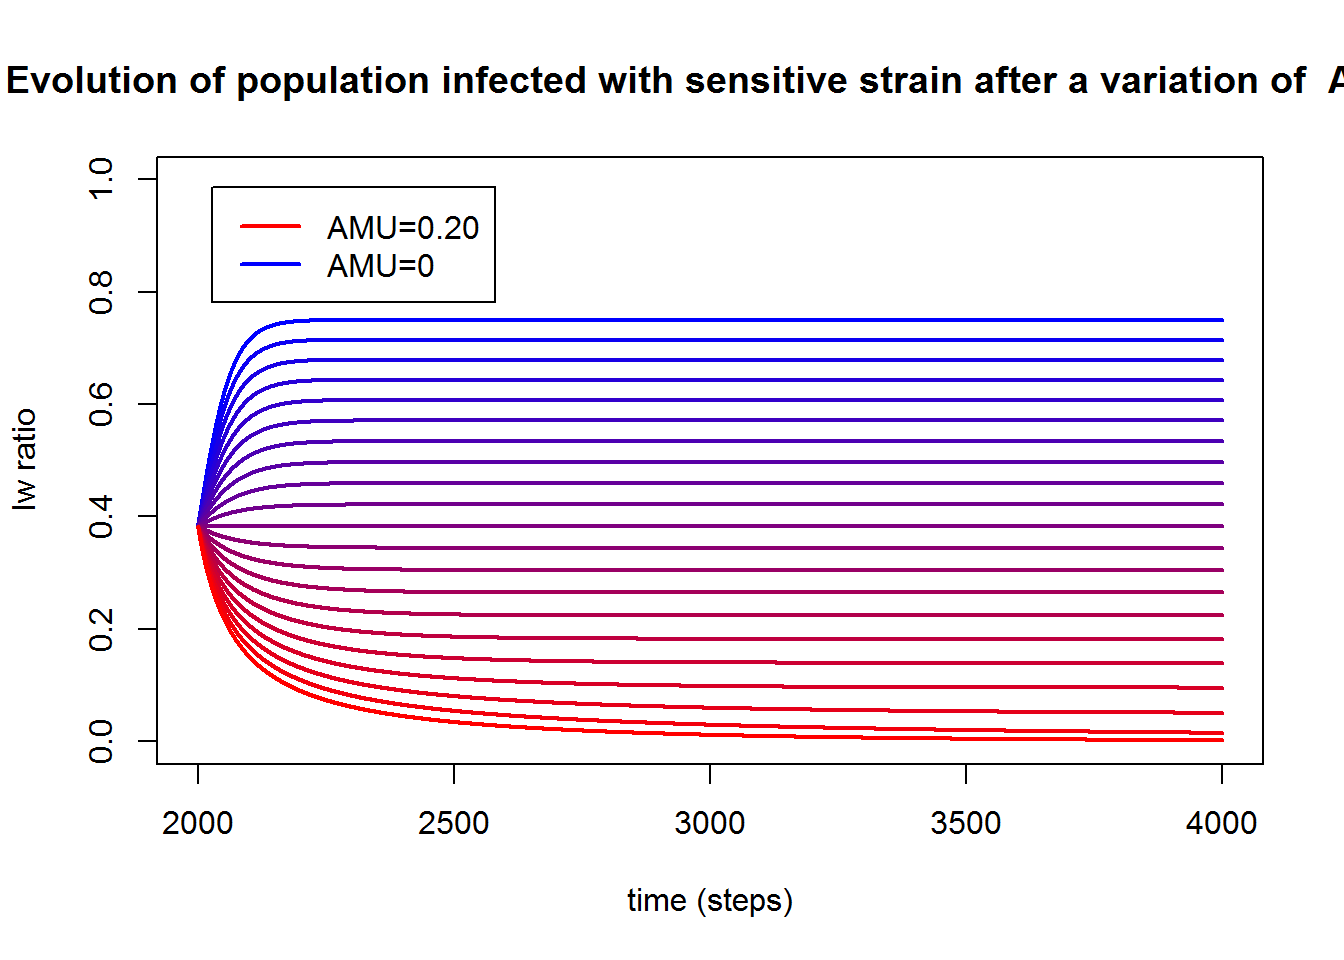 Evolution of population infected with sensitive strain after a variation of A
1.0
0.8
0.6
0.4
0.2
0.0
Iw ratio
AMU=0.20
AMU=0
2000 2500 3000 3500 4000
time (steps)